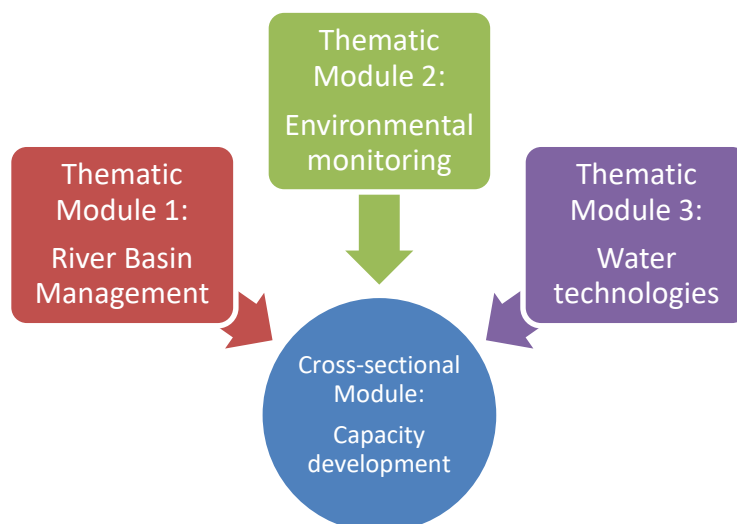 Thematic
Module 1:
River Basin
Management
Thematic
Module 2:
Environmental
monitoring
Thematic
Module 3:
Water
technologies
Cross-sectional
Module:
Capacity
development